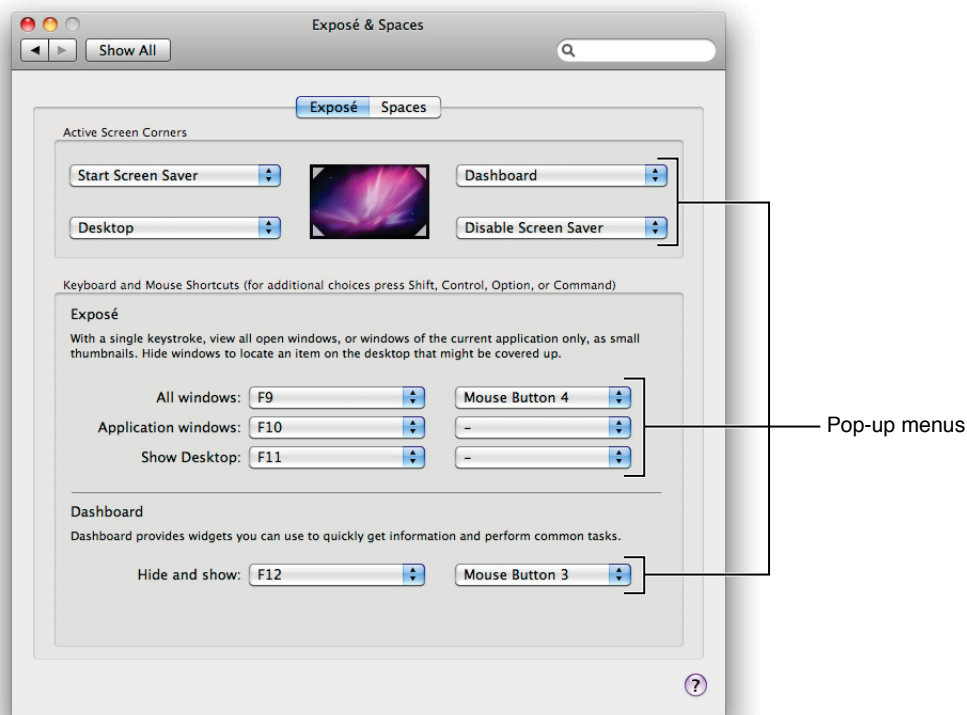 Exposé & Spaces
Show All
Exposé Spaces
Active Screen Corners
Start Screen Saver Dashboard
Desktop Disable Screen Saver
Keyboard and Mouse Shortcuts (for additional choices press Shift, Control, Option, or Command)
Exposé
With a single keystroke, view all open windows, or windows of the current application only, as small
thumbnails. Hide windows to locate an item on the desktop that might be covered up.
All windows: F9 Mouse Button 4
Application windows: F10 –
Pop-up menus
Show Desktop: F11 –
Dashboard
Dashboard provides widgets you can use to quickly get information and perform common tasks.
Hide and show: F12 Mouse Button 3
?